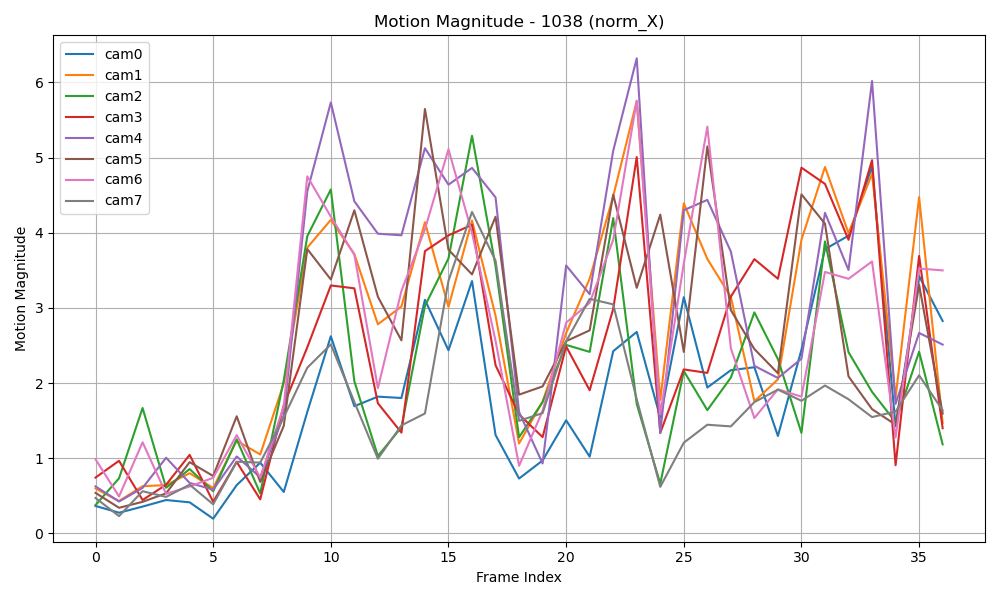 Motion Magnitude - 1038 (norm_X)
cam0
cam1
cam2
cam3
cam4
cam5
cam6
cam7
Motion Magnitude
6
5
4
3
2
1
0
0 5 10 15 20 25 30 35
Frame Index